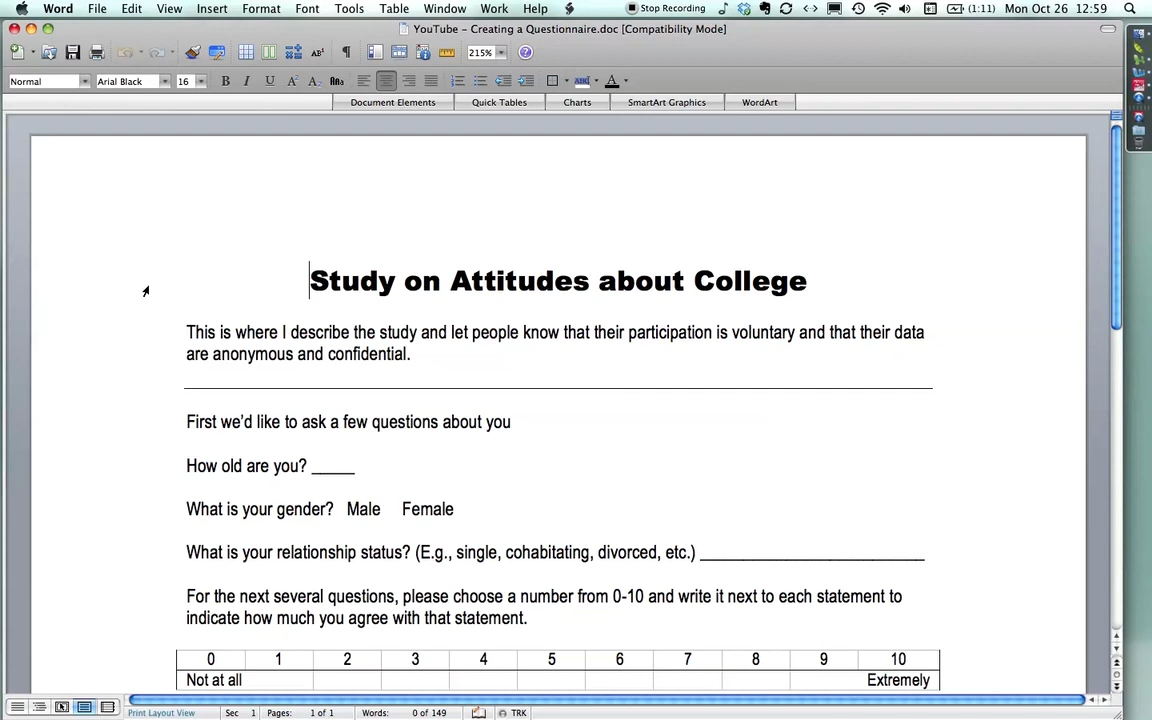 Word File Edit View Insert Format Font Tools Table Window Work Help Stop Recording (1:11) Mon Oct 26 12:59
YouTube – Creating a Questionnaire.doc [Compatibility Mode]
215%
Normal Arial Black 16 B I U A² A₂ Aa ABC A
Document Elements Quick Tables Charts SmartArt Graphics WordArt
Study on Attitudes about College
This is where I describe the study and let people know that their participation is voluntary and that their data
are anonymous and confidential.
First we'd like to ask a few questions about you
How old are you? _____
What is your gender? Male Female
What is your relationship status? (E.g., single, cohabitating, divorced, etc.) ___________________________
For the next several questions, please choose a number from 0-10 and write it next to each statement to
indicate how much you agree with that statement.
0 1 2 3 4 5 6 7 8 9 10
Not at all Extremely
Print Layout View Sec 1 Pages: 1 of 1 Words: 0 of 149 TRK